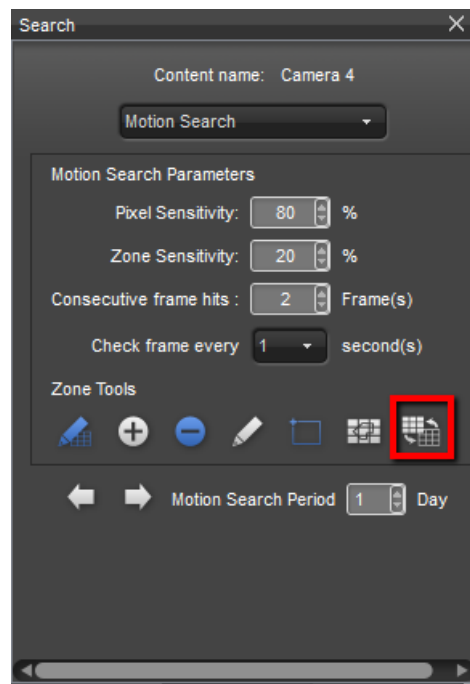 Search
Content name: Camera 4
Motion Search
Motion Search Parameters
Pixel Sensitivity: 80 %
Zone Sensitivity: 20 %
Consecutive frame hits : 2 Frame(s)
Check frame every 1 second(s)
Zone Tools
Motion Search Period 1 Day